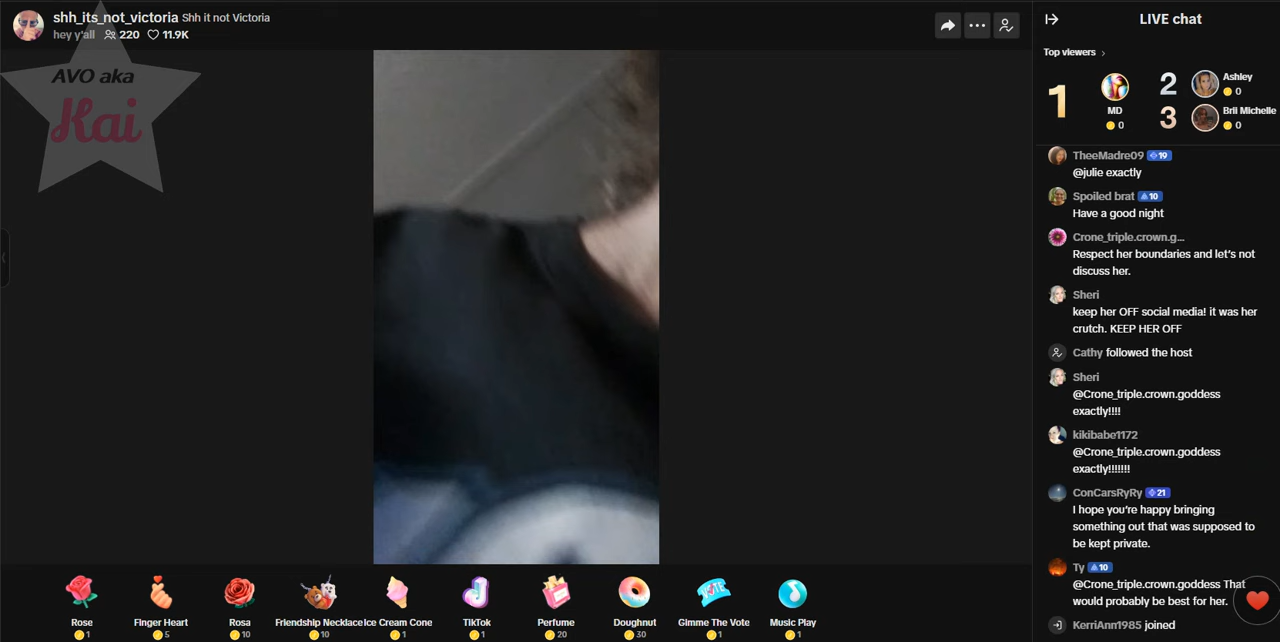 shh_its_not_victoria Shh it not Victoria
hey y'all 220 11.9K
AVO aka
Kai
LIVE chat
Top viewers
1
MD
0
2
Ashley
0
3
Bril Michelle
0
TheeMadre09 19
@julie exactly
Spoiled brat 10
Have a good night
Crone_triple.crown.g...
Respect her boundaries and let's not
discuss her.
Sheri
keep her OFF social media! it was her
crutch. KEEP HER OFF
Cathy followed the host
Sheri
@Crone_triple.crown.goddess
exactly!!!!
kikibabe1172
@Crone_triple.crown.goddess
exactly!!!!!!!
ConCarsRyRy 21
I hope you're happy bringing
something out that was supposed to
be kept private.
Ty 10
@Crone_triple.crown.goddess That
would probably be best for her.
KerriAnn1985 joined
Rose
1
Finger Heart
5
Rosa
10
Friendship Necklace
10
Ice Cream Cone
1
TikTok
1
Perfume
20
Doughnut
30
VOTE
Gimme The Vote
1
Music Play
1